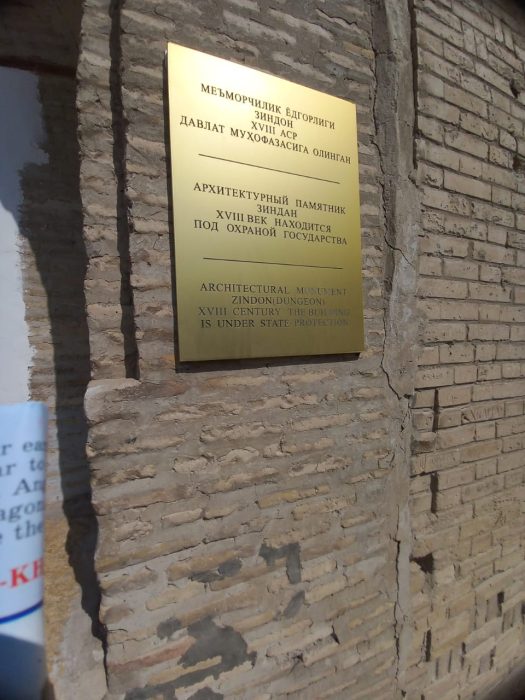 МЕЪМОРЧИЛИК ЁДГОРЛИГИ
ЗИНДОН
XVIII АСР
ДАВЛАТ МУҲОФАЗАСИГА ОЛИНГАН
АРХИТЕКТУРНЫЙ ПАМЯТНИК
ЗИНДАН
XVIII ВЕК НАХОДИТСЯ
ПОД ОХРАНОЙ ГОСУДАРСТВА
ARCHITECTURAL MONUMENT
ZINDON(DUNGEON)
XVIII CENTURY THE BUILDING
IS UNDER STATE PROTECTION